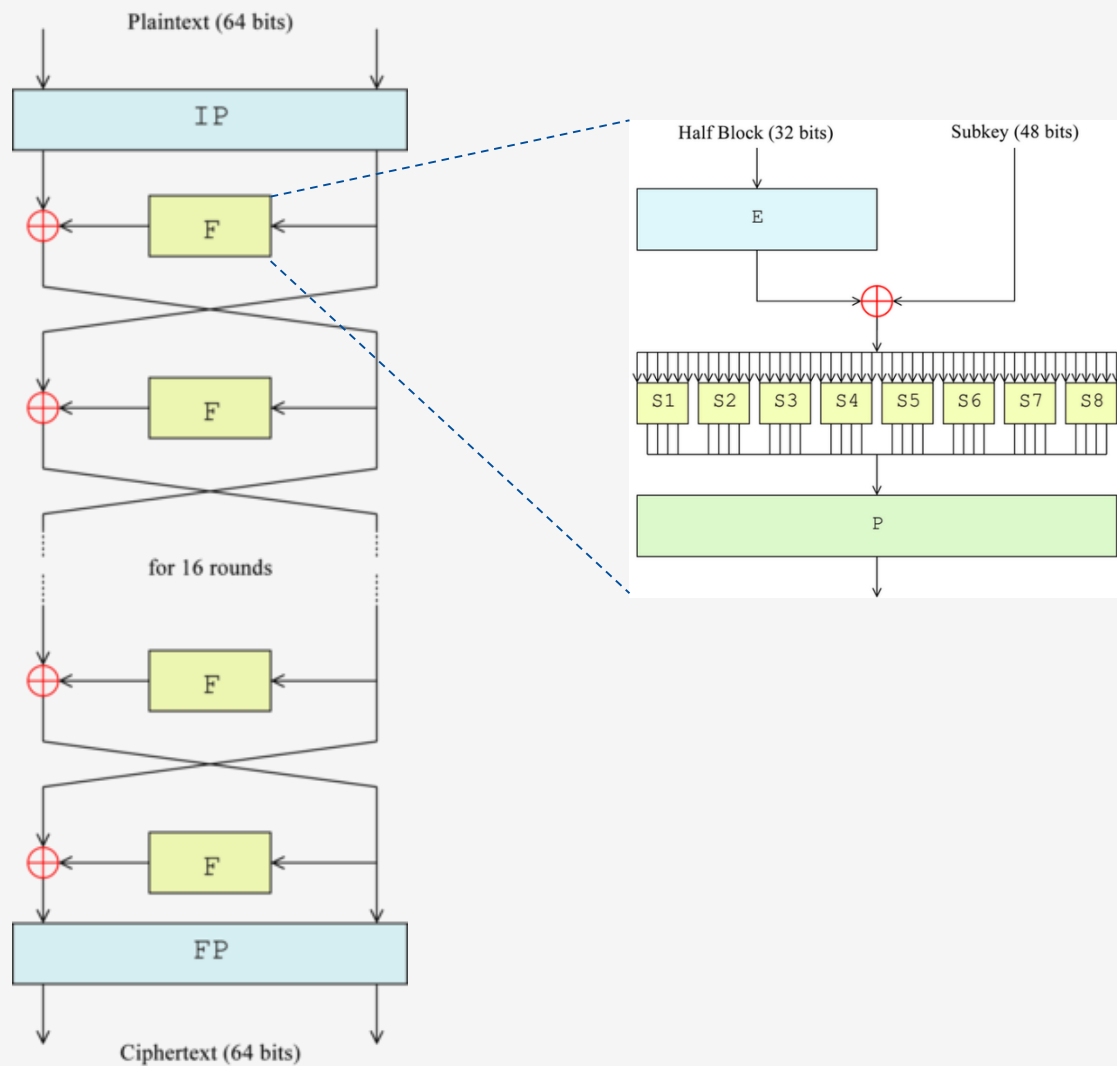 Plaintext (64 bits)
IP
F
F
for 16 rounds
F
F
FP
Ciphertext (64 bits)
Half Block (32 bits)
Subkey (48 bits)
E
S1 S2 S3 S4 S5 S6 S7 S8
P